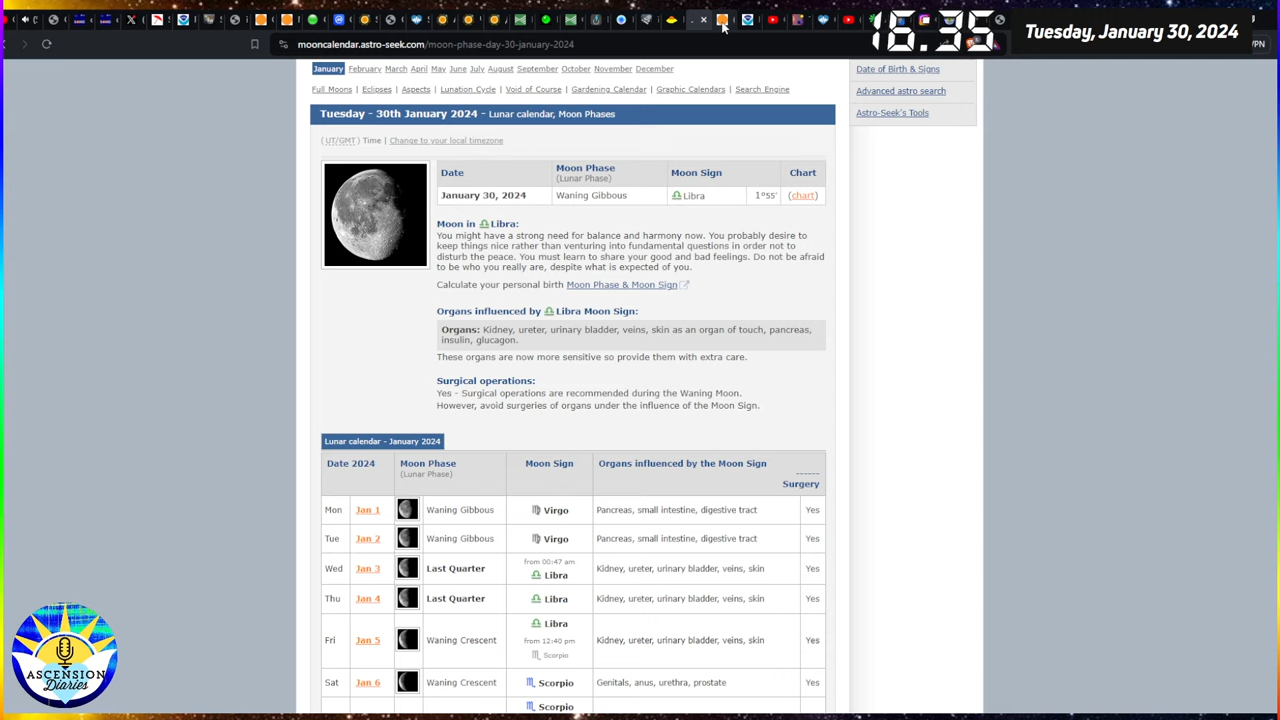 16.35
Tuesday, January 30, 2024
mooncalendar.astro-seek.com/moon-phase-day-30-january-2024
VPN
January February March April May June July August September October November December
Full Moons | Eclipses | Aspects | Lunation Cycle | Void of Course | Gardening Calendar | Graphic Calendars | Search Engine
Date of Birth & Signs
Advanced astro search
Astro-Seek's Tools
Tuesday - 30th January 2024 - Lunar calendar, Moon Phases
( UT/GMT ) Time | Change to your local timezone
Date Moon Phase Moon Sign Chart
(Lunar Phase)
January 30, 2024 Waning Gibbous ♎ Libra 1º55' (chart)
Moon in ♎ Libra:
You might have a strong need for balance and harmony now. You probably desire to
keep things nice rather than venturing into fundamental questions in order not to
disturb the peace. You must learn to share your good and bad feelings. Do not be afraid
to be who you really are, despite what is expected of you.
Calculate your personal birth Moon Phase & Moon Sign
Organs influenced by ♎ Libra Moon Sign:
Organs: Kidney, ureter, urinary bladder, veins, skin as an organ of touch, pancreas,
insulin, glucagon.
These organs are now more sensitive so provide them with extra care.
Surgical operations:
Yes - Surgical operations are recommended during the Waning Moon.
However, avoid surgeries of organs under the influence of the Moon Sign.
Lunar calendar - January 2024
Date 2024 Moon Phase Moon Sign Organs influenced by the Moon Sign
(Lunar Phase) ------
Surgery
Mon Jan 1 Waning Gibbous ♍ Virgo Pancreas, small intestine, digestive tract Yes
Tue Jan 2 Waning Gibbous ♍ Virgo Pancreas, small intestine, digestive tract Yes
from 00:47 am
Wed Jan 3 Last Quarter ♎ Libra Kidney, ureter, urinary bladder, veins, skin Yes
Thu Jan 4 Last Quarter ♎ Libra Kidney, ureter, urinary bladder, veins, skin Yes
♎ Libra
Fri Jan 5 Waning Crescent from 12:40 pm Kidney, ureter, urinary bladder, veins, skin Yes
♏ Scorpio
Sat Jan 6 Waning Crescent ♏ Scorpio Genitals, anus, urethra, prostate Yes
♏ Scorpio
ASCENSION
Diaries